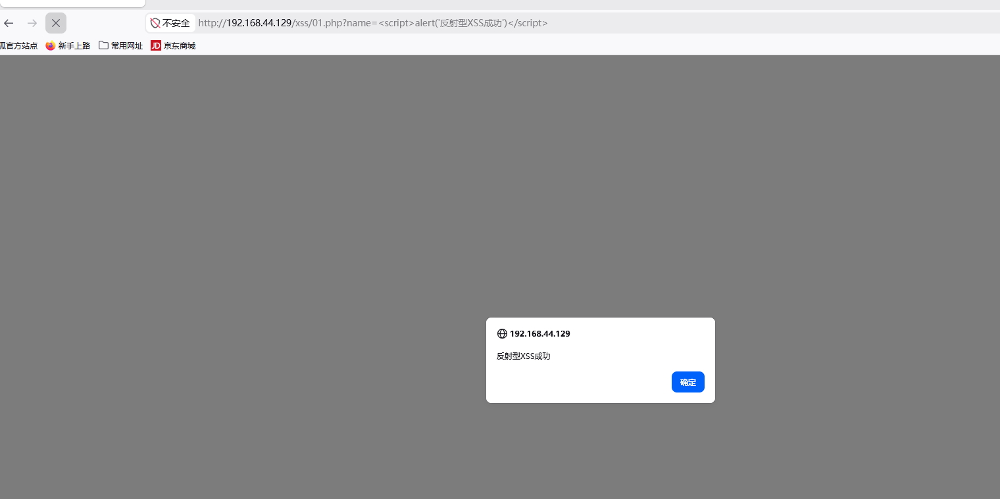 不安全 http://192.168.44.129/xss/01.php?name=<script>alert('反射型XSS成功')</script>
狐官方站点 新手上路 常用网址 JD 京东商城
192.168.44.129
反射型XSS成功
确定